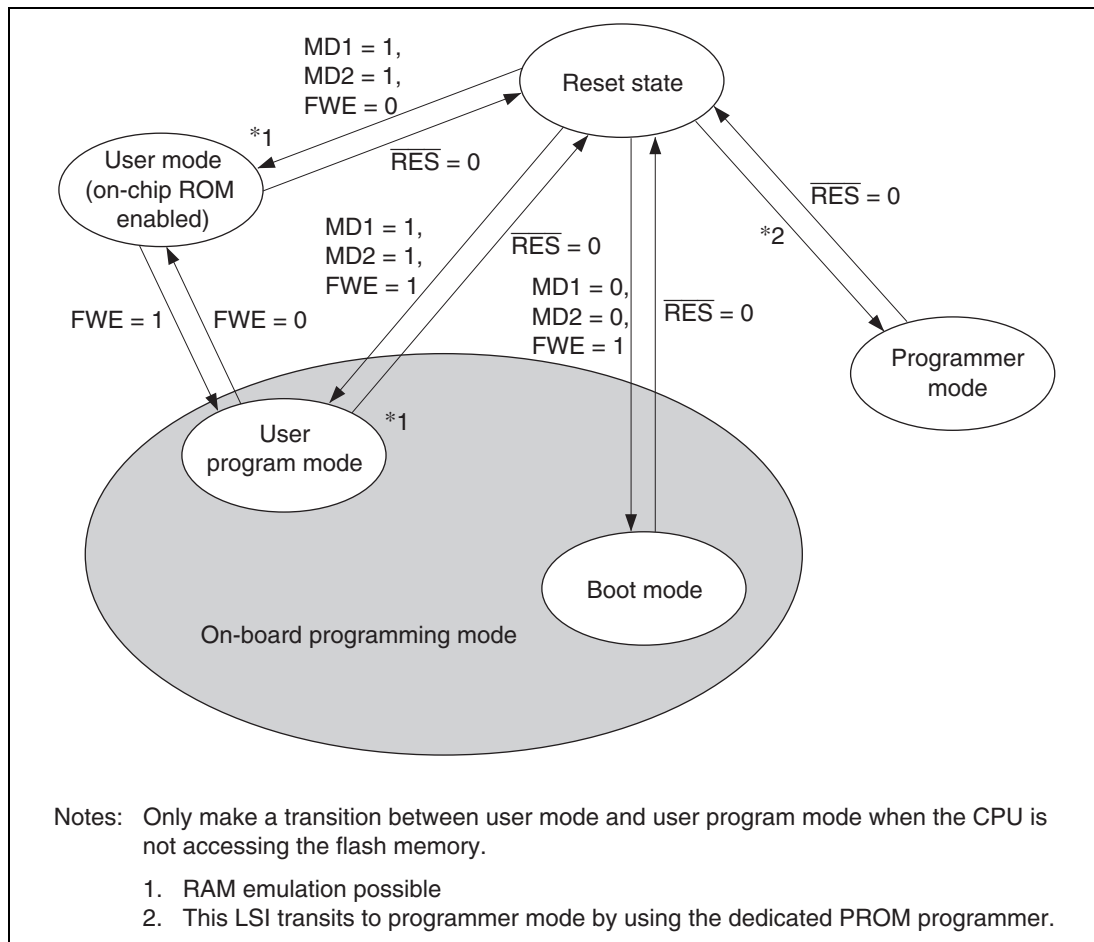 MD1 = 1,
MD2 = 1,
FWE = 0
Reset state
*1
User mode
(on-chip ROM
enabled)
R̅E̅S̅ = 0
MD1 = 1,
MD2 = 1,
FWE = 1
R̅E̅S̅ = 0
*2
R̅E̅S̅ = 0
MD1 = 0,
MD2 = 0,
FWE = 1
R̅E̅S̅ = 0
FWE = 1
FWE = 0
Programmer
mode
*1
User
program mode
Boot mode
On-board programming mode
Notes: Only make a transition between user mode and user program mode when the CPU is
not accessing the flash memory.
1. RAM emulation possible
2. This LSI transits to programmer mode by using the dedicated PROM programmer.